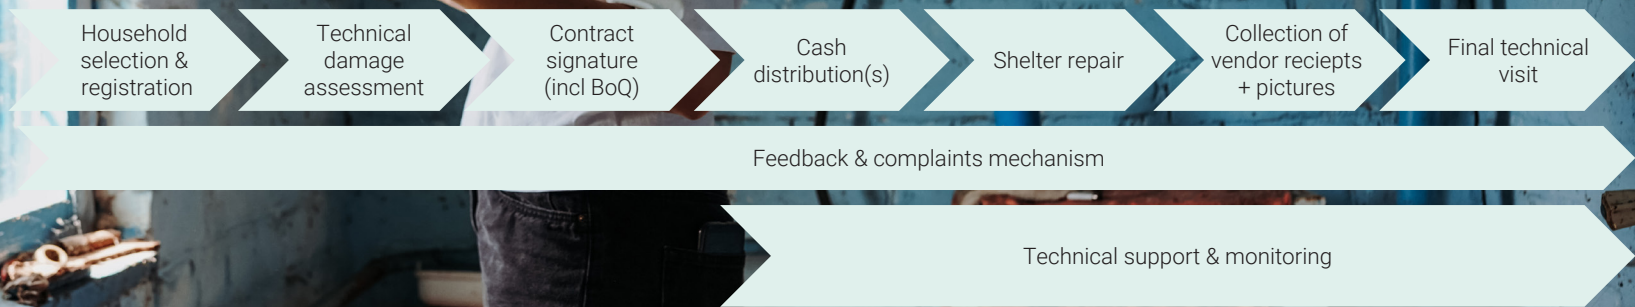 Household
selection &
registration
Technical
damage
assessment
Contract
signature
(incl BoQ)
Cash
distribution(s)
Shelter repair
Collection of
vendor reciepts
+ pictures
Final technical
visit
Feedback & complaints mechanism
Technical support & monitoring